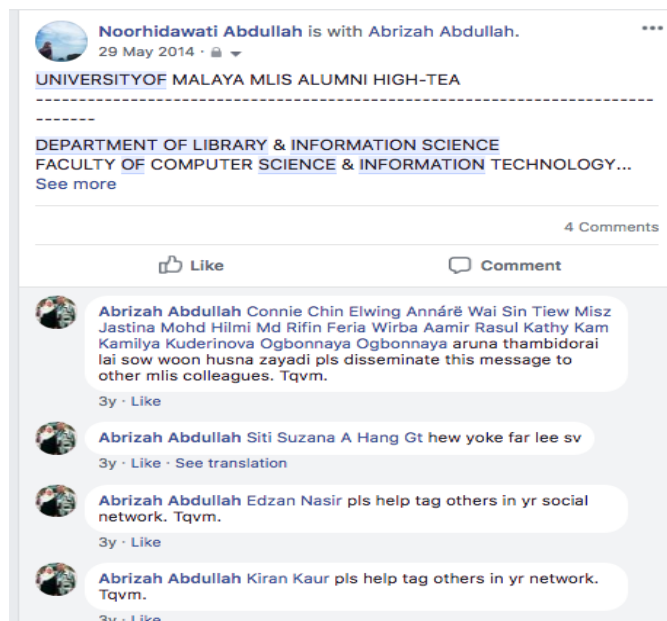 Noorhidawati Abdullah is with Abrizah Abdullah.
29 May 2014 ·
UNIVERSITYOF MALAYA MLIS ALUMNI HIGH-TEA
-----------------------------------------------------------------------
-------
DEPARTMENT OF LIBRARY & INFORMATION SCIENCE
FACULTY OF COMPUTER SCIENCE & INFORMATION TECHNOLOGY...
See more
4 Comments
Like Comment
Abrizah Abdullah Connie Chin Elwing Annárë Wai Sin Tiew Misz
Jastina Mohd Hilmi Md Rifin Feria Wirba Aamir Rasul Kathy Kam
Kamilya Kuderinova Ogbonnaya Ogbonnaya aruna thambidorai
lai sow woon husna zayadi pls disseminate this message to
other mlis colleagues. Tqvm.
3y · Like
Abrizah Abdullah Siti Suzana A Hang Gt hew yoke far lee sv
3y · Like · See translation
Abrizah Abdullah Edzan Nasir pls help tag others in yr social
network. Tqvm.
3y · Like
Abrizah Abdullah Kiran Kaur pls help tag others in yr network.
Tqvm.
3y · Like